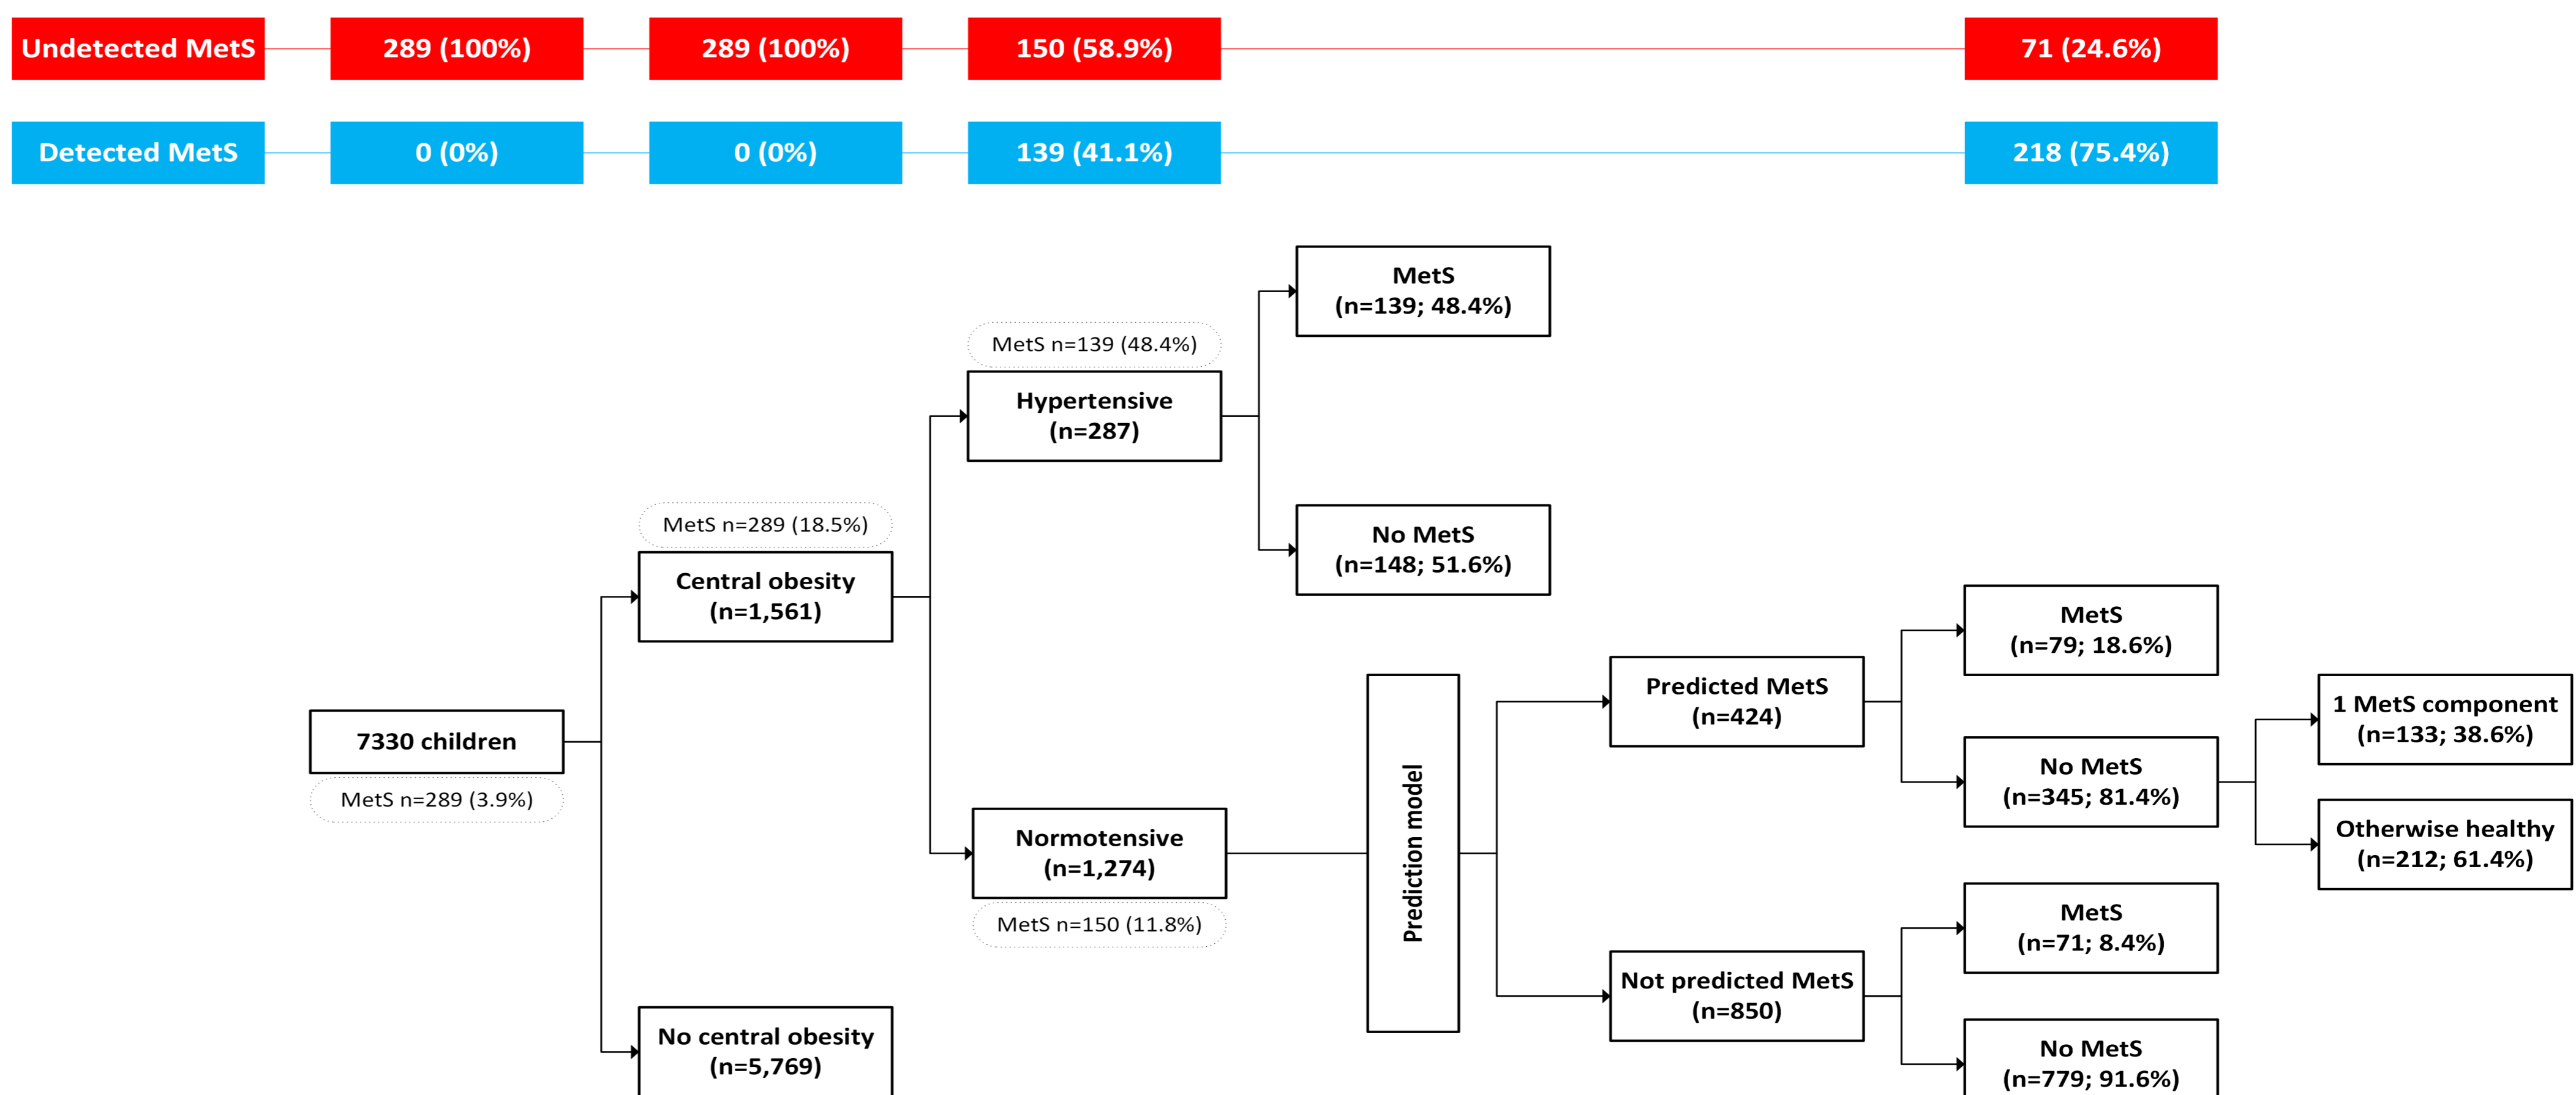 Undetected MetS
289 (100%)
289 (100%)
150 (58.9%)
71 (24.6%)
Detected MetS
0 (0%)
0 (0%)
139 (41.1%)
218 (75.4%)
7330 children
MetS n=289 (3.9%)
MetS n=289 (18.5%)
Central obesity
(n=1,561)
No central obesity
(n=5,769)
MetS n=139 (48.4%)
Hypertensive
(n=287)
Normotensive
(n=1,274)
MetS n=150 (11.8%)
MetS
(n=139; 48.4%)
No MetS
(n=148; 51.6%)
Prediction model
Predicted MetS
(n=424)
Not predicted MetS
(n=850)
MetS
(n=79; 18.6%)
No MetS
(n=345; 81.4%)
MetS
(n=71; 8.4%)
No MetS
(n=779; 91.6%)
1 MetS component
(n=133; 38.6%)
Otherwise healthy
(n=212; 61.4%)